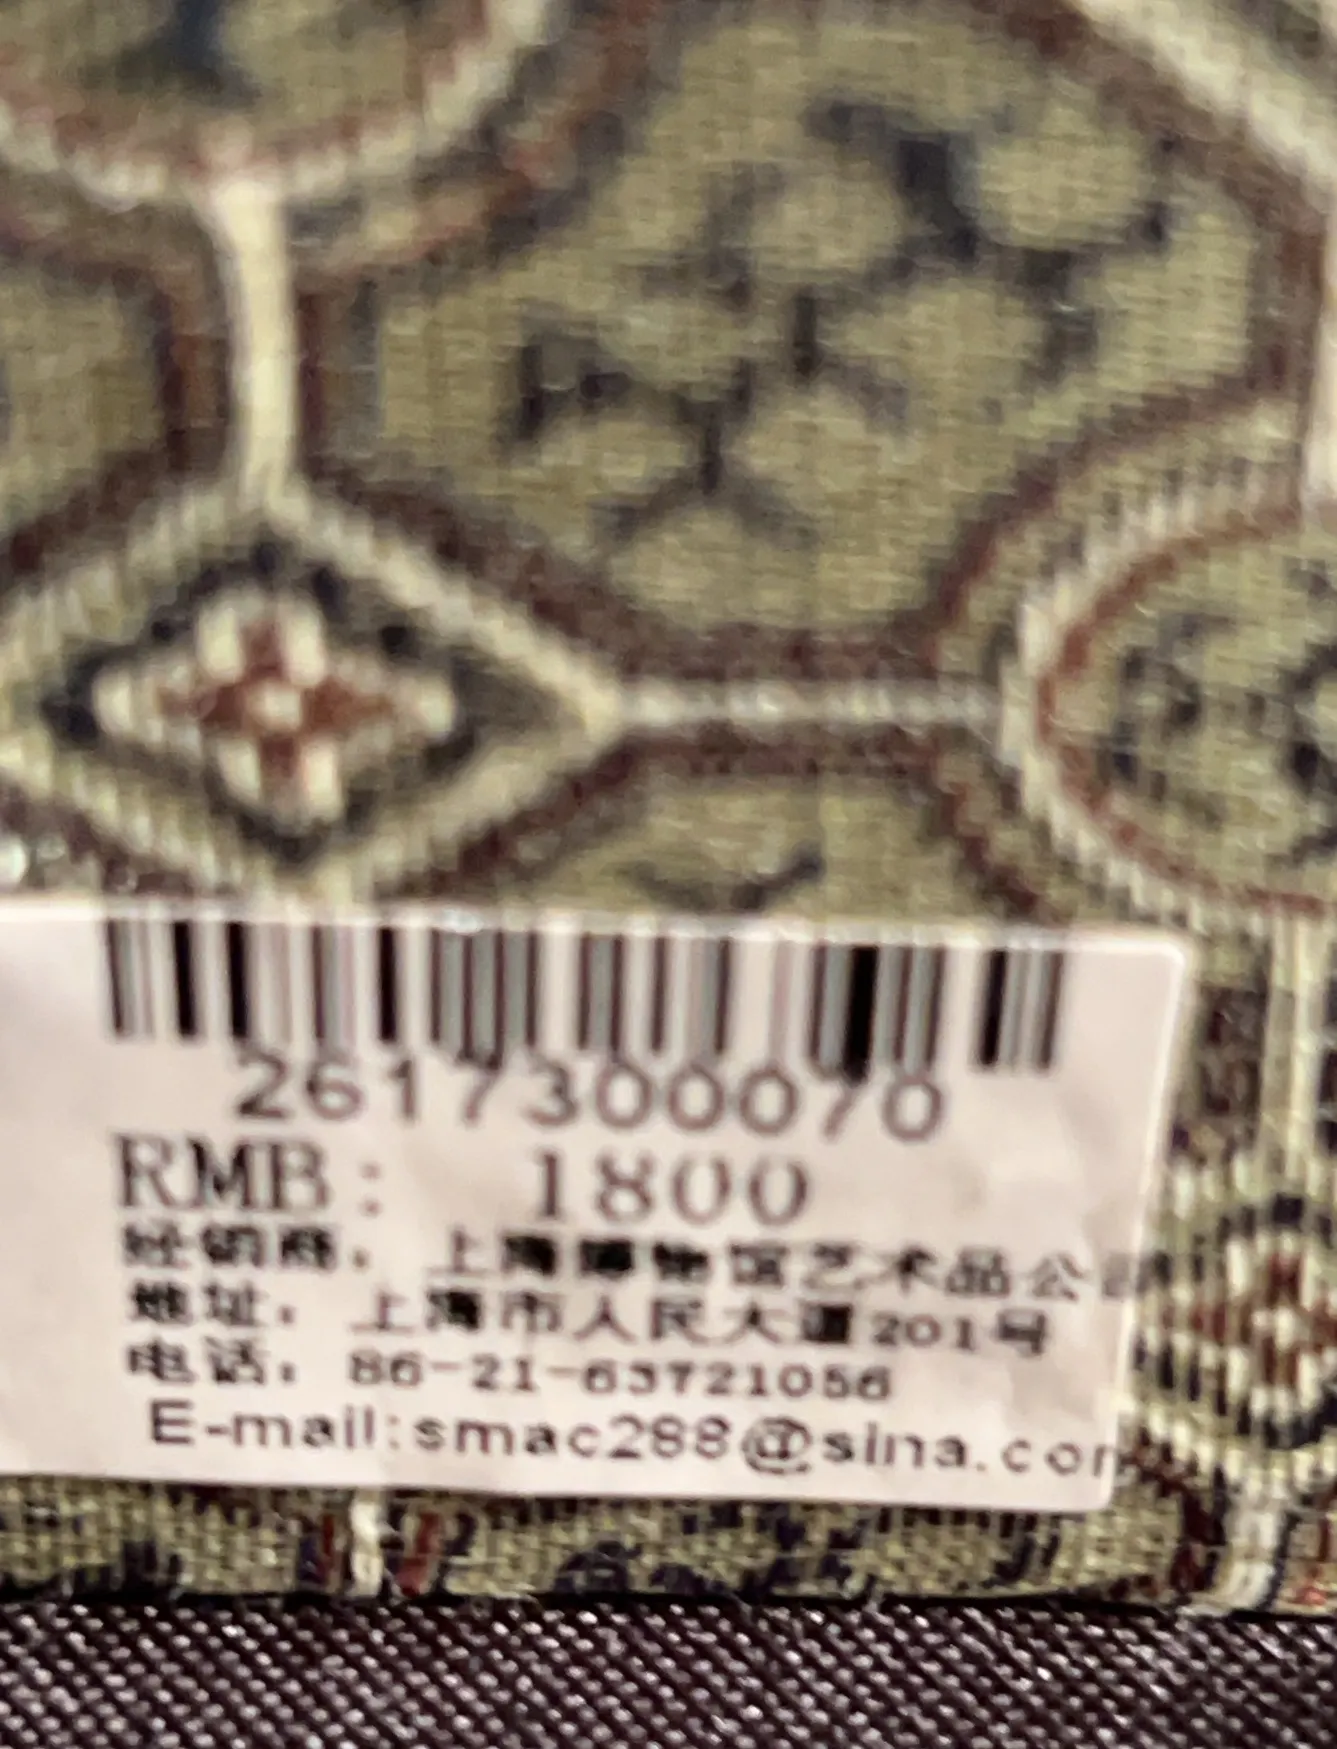 2617300070
RMB: 1800
经销商: 上海博物馆艺术品公
地址: 上海市人民大道201号
电话: 86-21-63721056
E-mail:smac288@sina.com